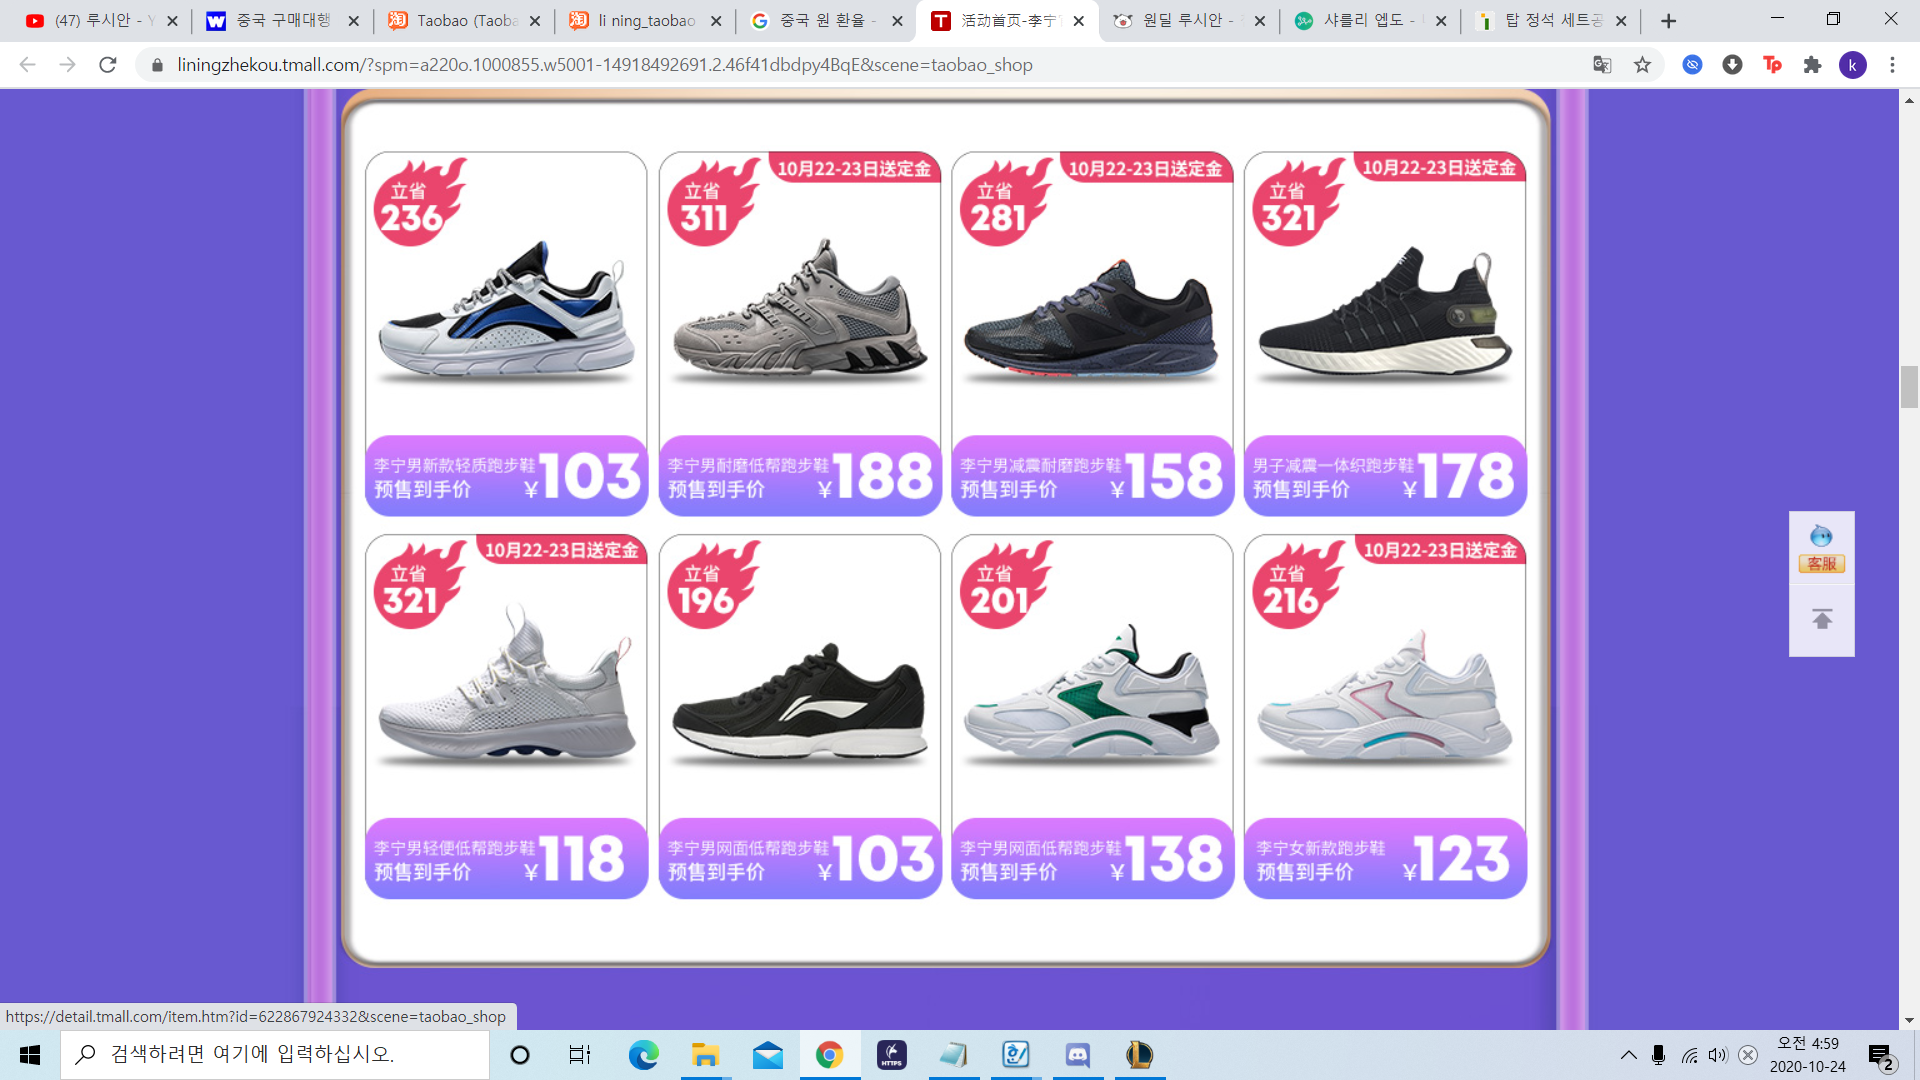 (47) 루시안 - Y
중국 구매대행
Taobao (Taoba
li ning_taobao
중국 원 환율 -
活动首页-李宁
원딜 루시안 -
샤를리 엡도 -
탑 정석 세트공
liningzhekou.tmall.com/?spm=a220o.1000855.w5001-14918492691.2.46f41dbdpy4BqE&scene=taobao_shop
立省
236
10月22-23日送定金
立省
311
10月22-23日送定金
立省
281
10月22-23日送定金
立省
321
李宁男新款轻质跑步鞋
预售到手价 ¥103
李宁男耐磨低帮跑步鞋
预售到手价 ¥188
李宁男减震耐磨跑步鞋
预售到手价 ¥158
男子减震一体织跑步鞋
预售到手价 ¥178
客服
10月22-23日送定金
立省
321
立省
196
立省
201
10月22-23日送定金
立省
216
李宁男轻便低帮跑步鞋
预售到手价 ¥118
李宁男网面低帮跑步鞋
预售到手价 ¥103
李宁男网面低帮跑步鞋
预售到手价 ¥138
李宁女新款跑步鞋
预售到手价 ¥123
https://detail.tmall.com/item.htm?id=622867924332&scene=taobao_shop
검색하려면 여기에 입력하십시오.
HTTPS
오전 4:59
2020-10-24
2